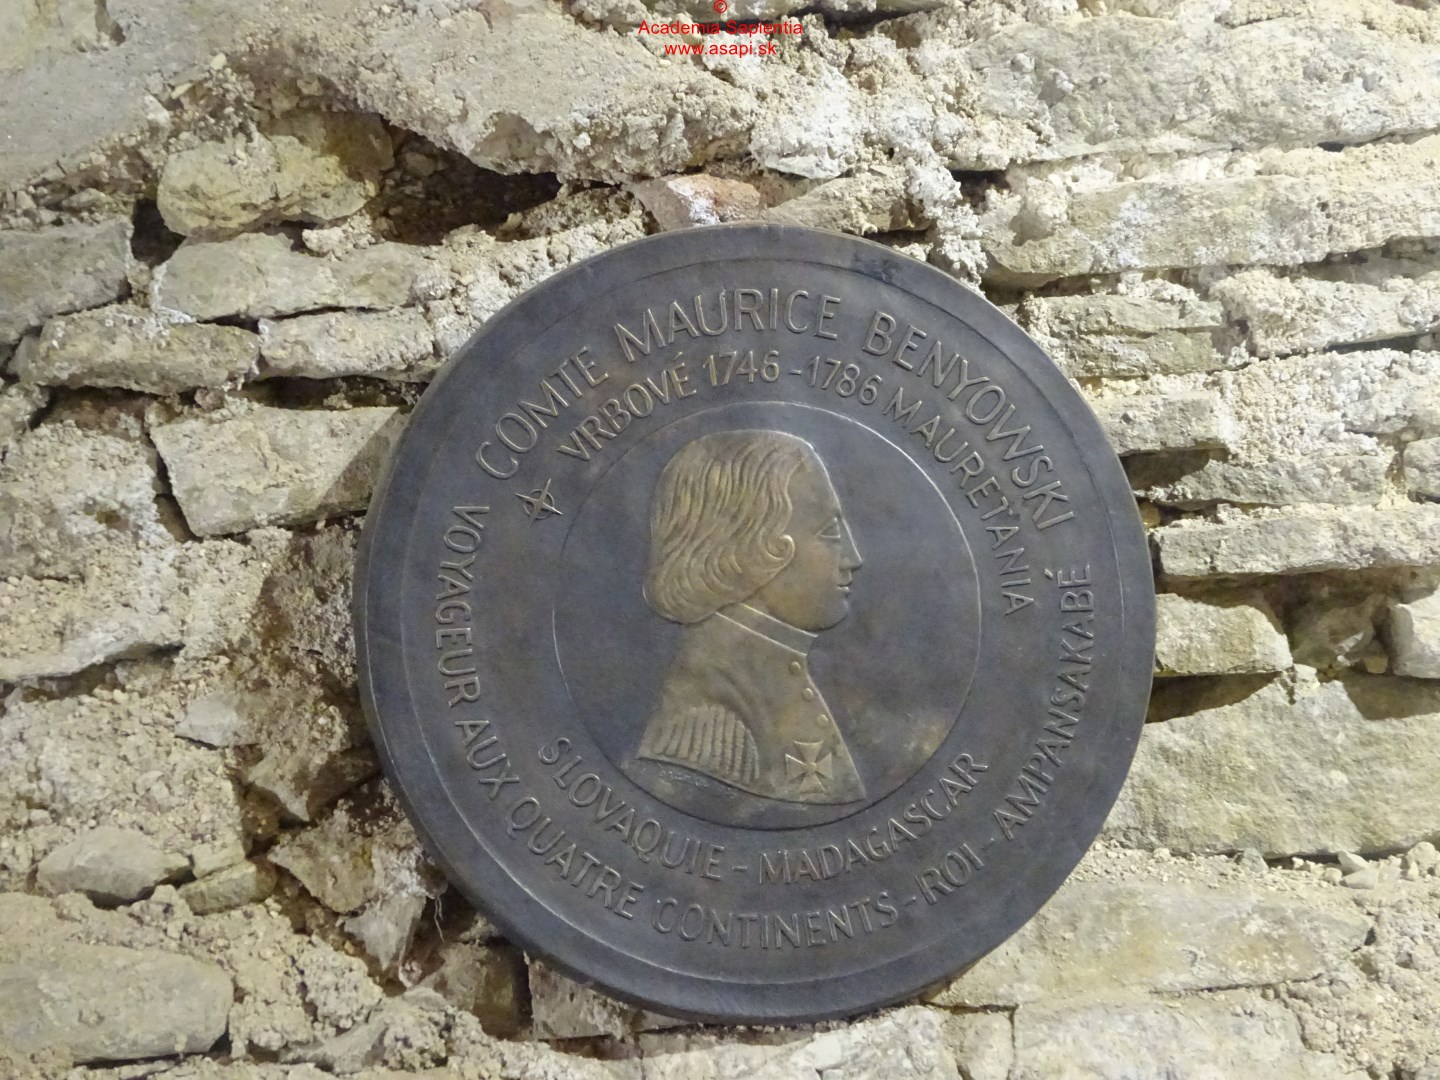 ©
Academia Sapientia
www.asapi.sk
COMTE MAURICE BENYOWSKI
VRBOVÉ 1746 - 1786 MAURETANIA
SLOVAQUIE - MADAGASCAR
VOYAGEUR AUX QUATRE CONTINENTS - ROI - AMPANSAKABÉ